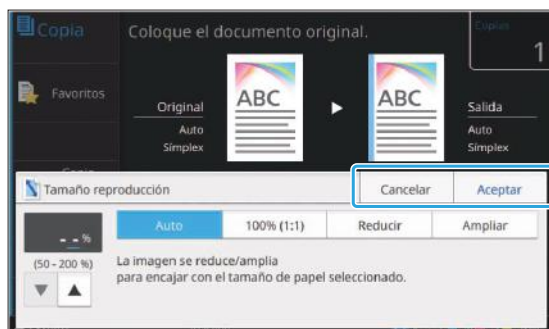 Copia
Coloque el documento original.
Copias
1
Favoritos
Original
Auto
Símplex
ABC
ABC
Salida
Auto
Símplex
Copia
Tamaño reproducción
Cancelar
Aceptar
- - %
(50 - 200 %)
Auto
100% (1:1)
Reducir
Ampliar
La imagen se reduce/amplia
para encajar con el tamaño de papel seleccionado.